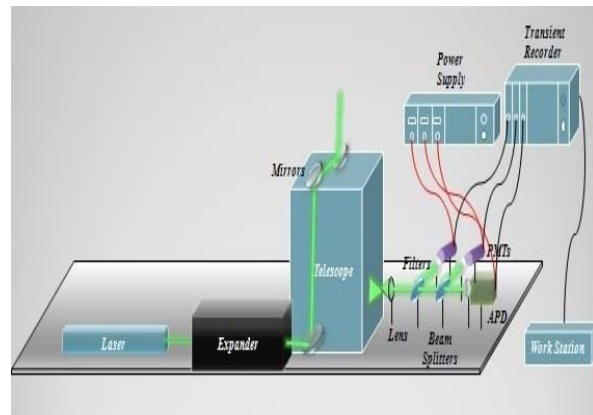 Transient
Recorder
Power
Supply
Mirrors
Telescope
Filters
PMTs
Lens
Beam
Splitters
APD
Laser
Expander
Work Station